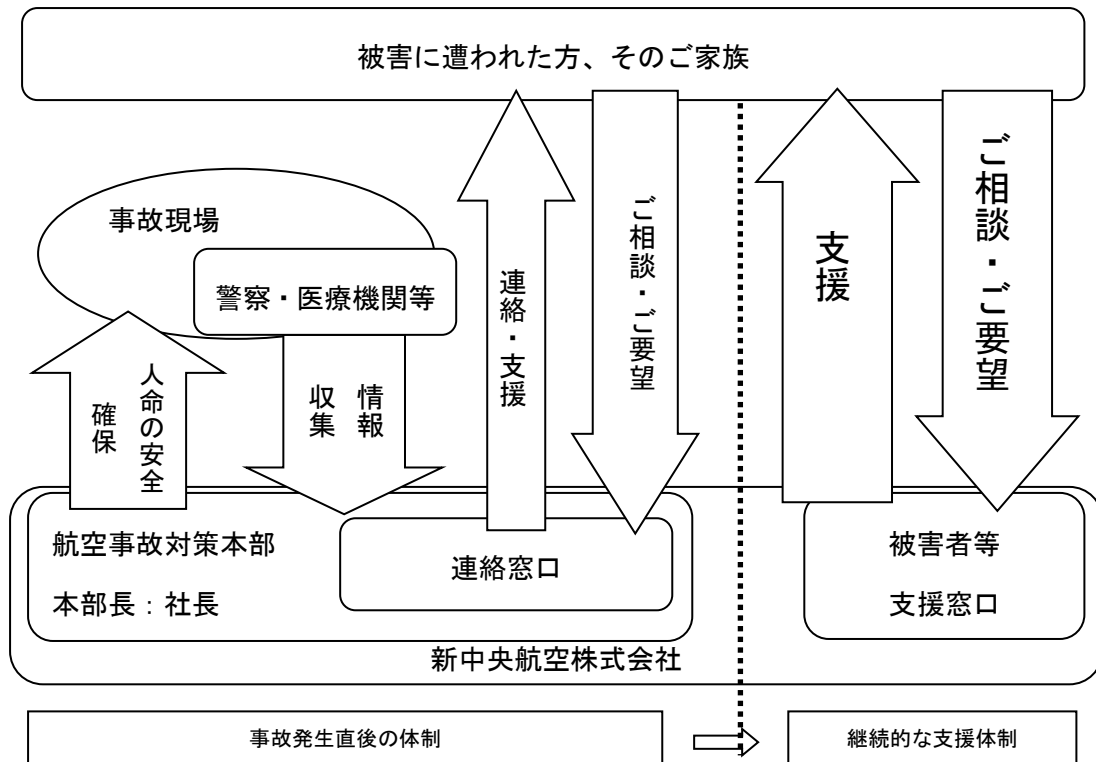 被害に遭われた方、そのご家族
事故現場
警察・医療機関等
人命の安全
確保
情報
収集
連絡・支援
ご相談・ご要望
支援
ご相談・ご要望
航空事故対策本部
本部長：社長
連絡窓口
被害者等
支援窓口
新中央航空株式会社
事故発生直後の体制
継続的な支援体制